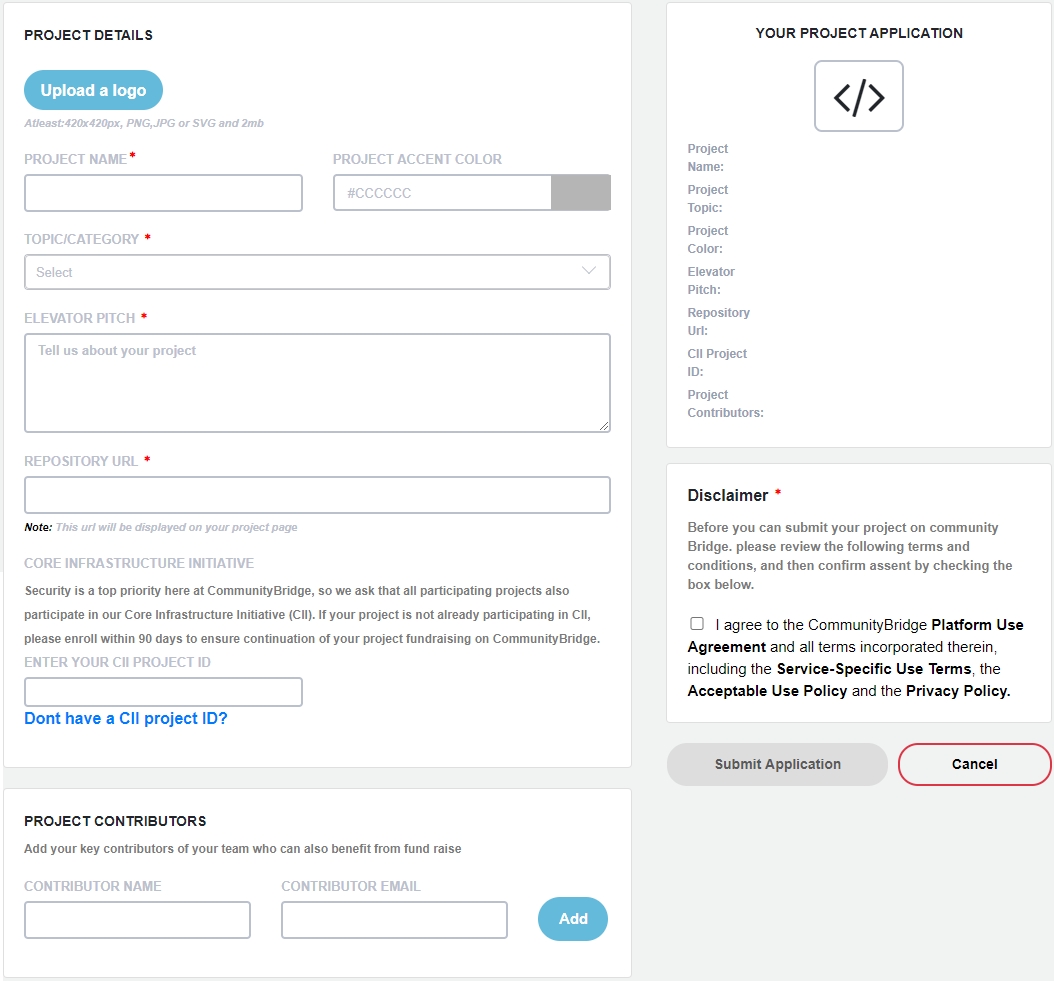 PROJECT DETAILS
Upload a logo
Atleast:420x420px, PNG,JPG or SVG and 2mb
PROJECT NAME*
PROJECT ACCENT COLOR
#CCCCCC
TOPIC/CATEGORY *
Select
ELEVATOR PITCH *
Tell us about your project
REPOSITORY URL *
Note: This url will be displayed on your project page
CORE INFRASTRUCTURE INITIATIVE
Security is a top priority here at CommunityBridge, so we ask that all participating projects also
participate in our Core Infrastructure Initiative (CII). If your project is not already participating in CII,
please enroll within 90 days to ensure continuation of your project fundraising on CommunityBridge.
ENTER YOUR CII PROJECT ID
Dont have a CII project ID?
PROJECT CONTRIBUTORS
Add your key contributors of your team who can also benefit from fund raise
CONTRIBUTOR NAME
CONTRIBUTOR EMAIL
Add
YOUR PROJECT APPLICATION
</>
Project
Name:
Project
Topic:
Project
Color:
Elevator
Pitch:
Repository
Url:
CII Project
ID:
Project
Contributors:
Disclaimer *
Before you can submit your project on community
Bridge. please review the following terms and
conditions, and then confirm assent by checking the
box below.
I agree to the CommunityBridge Platform Use
Agreement and all terms incorporated therein,
including the Service-Specific Use Terms, the
Acceptable Use Policy and the Privacy Policy.
Submit Application
Cancel